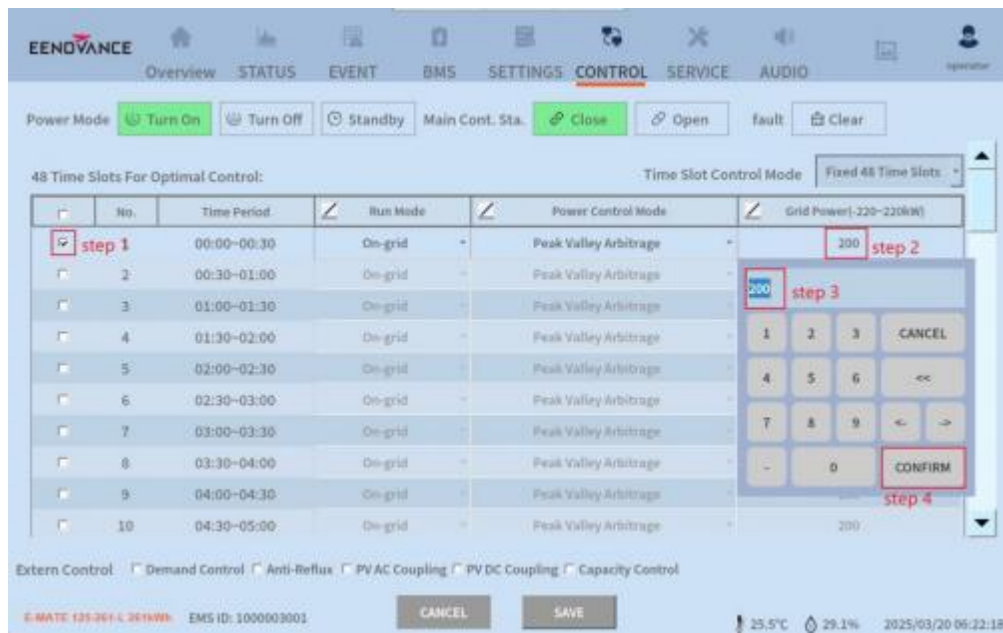 EENOVANCE
Overview STATUS EVENT BMS SETTINGS CONTROL SERVICE AUDIO operator
Power Mode Turn On Turn Off Standby Main Cont. Sta. Close Open fault Clear
48 Time Slots For Optimal Control: Time Slot Control Mode Fixed 48 Time Slots
No. Time Period Run Mode Power Control Mode Grid Power(-220~220kW)
step 1 00:00~00:30 On-grid Peak Valley Arbitrage 200 step 2
2 00:30~01:00 On-grid Peak Valley Arbitrage
200 step 3
3 01:00~01:30 On-grid Peak Valley Arbitrage
1 2 3 CANCEL
4 01:30~02:00 On-grid Peak Valley Arbitrage
5 02:00~02:30 On-grid Peak Valley Arbitrage
4 5 6 <<
6 02:30~03:00 On-grid Peak Valley Arbitrage
7 03:00~03:30 On-grid Peak Valley Arbitrage
7 8 9 <- ->
8 03:30~04:00 On-grid Peak Valley Arbitrage
- 0 CONFIRM
9 04:00~04:30 On-grid Peak Valley Arbitrage
step 4
10 04:30~05:00 On-grid Peak Valley Arbitrage 200
Extern Control Demand Control Anti-Reflux PV AC Coupling PV DC Coupling Capacity Control
E-MATE 125-261-L 261kWh EMS ID: 1000003001 CANCEL SAVE 25.5°C 29.1% 2025/03/20 06:22:18